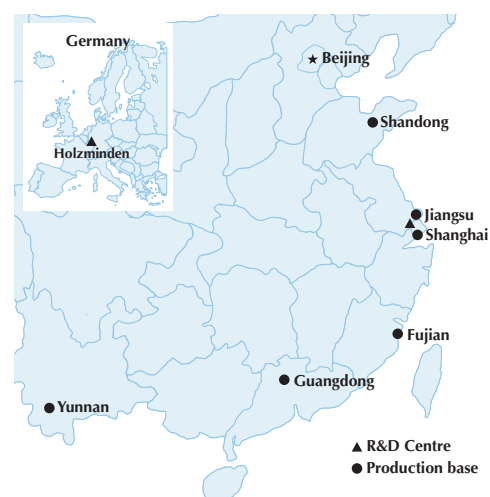 Germany
Holzminden
Beijing
Shandong
Jiangsu
Shanghai
Fujian
Guangdong
Yunnan
R&D Centre
Production base